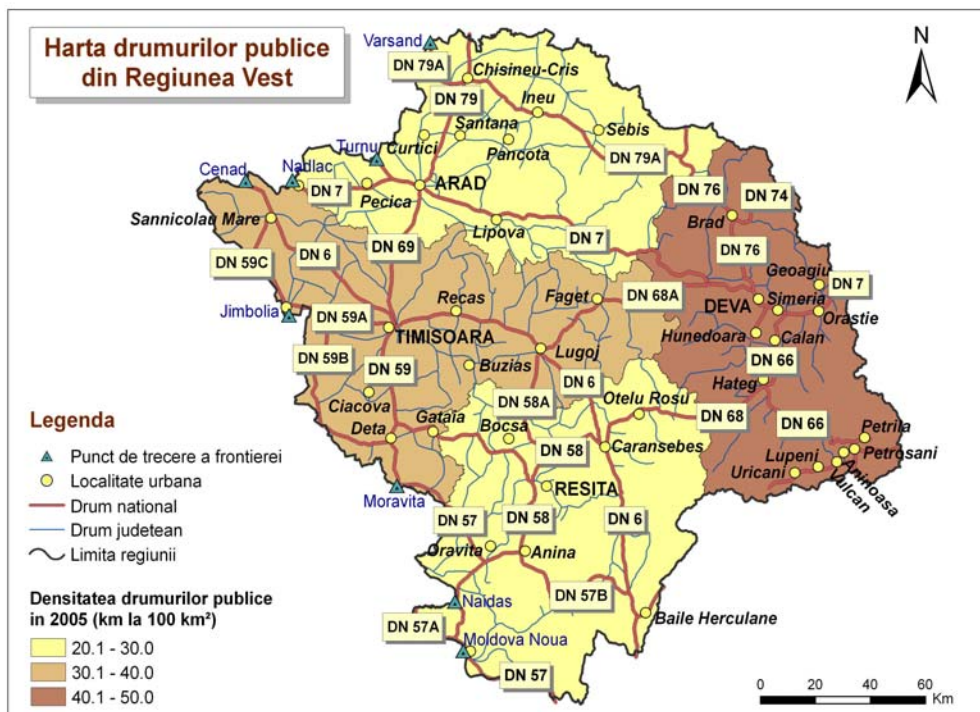 Harta drumurilor publice
din Regiunea Vest
N
Varsand
DN 79A
Chisineu-Cris
DN 79
Ineu
Santana
Sebis
Curtici
Pancota
Turnu
DN 79A
Cenad
Nadlac
DN 7
ARAD
DN 76
DN 74
Pecica
Brad
Sannicolau Mare
Lipova
DN 7
DN 69
DN 76
DN 59C
DN 6
Geoagiu
DN 7
Recas
Faget
DN 68A
DEVA
Simeria
Jimbolia
DN 59A
Orastie
TIMISOARA
Hunedoara
Calan
DN 59B
Lugoj
DN 66
DN 59
Buzias
DN 6
Hateg
Ciacova
DN 58A
Otelu Rosu
DN 68
Legenda
Gataia
Deta
Bocsa
DN 66
Petrila
Punct de trecere a frontierei
DN 58
Caransebes
Petrosani
Localitate urbana
Lupeni
Uricani
Aninoasa
Vulcan
Drum national
Moravita
RESITA
Drum judetean
DN 57
DN 58
DN 6
Limita regiunii
Oravita
Anina
Densitatea drumurilor publice
in 2005 (km la 100 km²)
DN 57B
Naidas
Baile Herculane
DN 57A
20.1 - 30.0
Moldova Noua
30.1 - 40.0
DN 57
40.1 - 50.0
0 10 20 40 60
Km